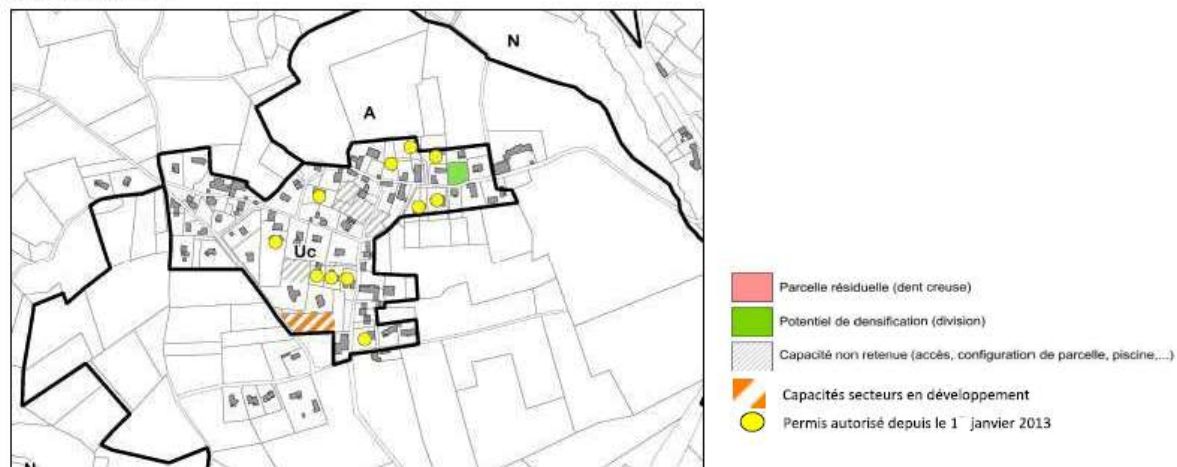 N
A
Uc
Parcelle résiduelle (dent creuse)
Potentiel de densification (division)
Capacité non retenue (accès, configuration de parcelle, piscine,...)
Capacités secteurs en développement
Permis autorisé depuis le 1 janvier 2013